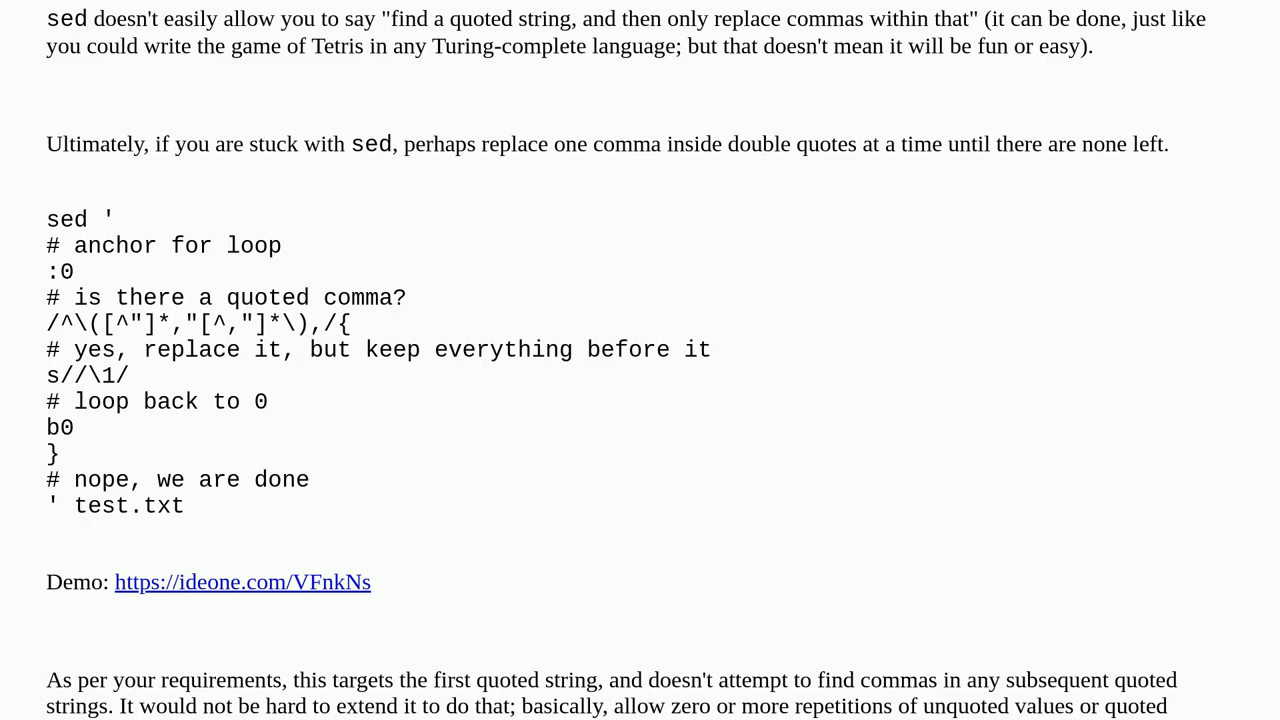 sed doesn't easily allow you to say "find a quoted string, and then only replace commas within that" (it can be done, just like
you could write the game of Tetris in any Turing-complete language; but that doesn't mean it will be fun or easy).
Ultimately, if you are stuck with sed, perhaps replace one comma inside double quotes at a time until there are none left.
sed '
# anchor for loop
:0
# is there a quoted comma?
/^\([^"]*,"[^,"]*\),/{
# yes, replace it, but keep everything before it
s//\1/
# loop back to 0
b0
}
# nope, we are done
' test.txt
Demo: https://ideone.com/VFnkNs
As per your requirements, this targets the first quoted string, and doesn't attempt to find commas in any subsequent quoted
strings. It would not be hard to extend it to do that; basically, allow zero or more repetitions of unquoted values or quoted